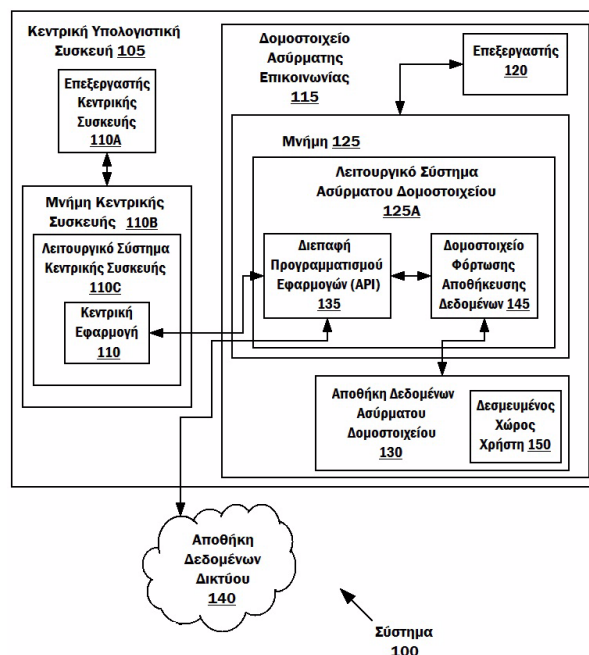 Κεντρική Υπολογιστική
Συσκευή 105
Επεξεργαστής
Κεντρικής
Συσκευής
110A
Μνήμη Κεντρικής
Συσκευής 110B
Λειτουργικό Σύστημα
Κεντρικής Συσκευής
110C
Κεντρική
Εφαρμογή
110
Δομοστοιχείο
Ασύρματης
Επικοινωνίας
115
Επεξεργαστής
120
Μνήμη 125
Λειτουργικό Σύστημα
Ασύρματου Δομοστοιχείου
125A
Διεπαφή
Προγραμματισμού
Εφαρμογών (API)
135
Δομοστοιχείο
Φόρτωσης
Αποθήκευσης
Δεδομένων 145
Αποθήκη Δεδομένων
Ασύρματου
Δομοστοιχείου
130
Δεσμευμένος
Χώρος
Χρήστη 150
Αποθήκη
Δεδομένων
Δικτύου
140
Σύστημα
100